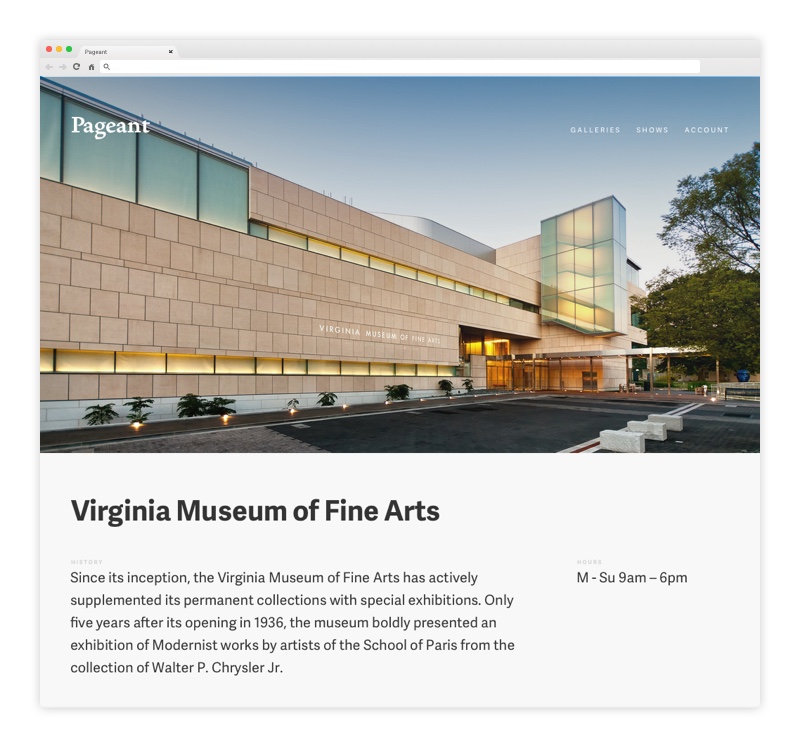 Pageant
Pageant
GALLERIES SHOWS ACCOUNT
VIRGINIA MUSEUM OF FINE ARTS
Virginia Museum of Fine Arts
HISTORY
Since its inception, the Virginia Museum of Fine Arts has actively
supplemented its permanent collections with special exhibitions. Only
five years after its opening in 1936, the museum boldly presented an
exhibition of Modernist works by artists of the School of Paris from the
collection of Walter P. Chrysler Jr.
HOURS
M - Su 9am – 6pm